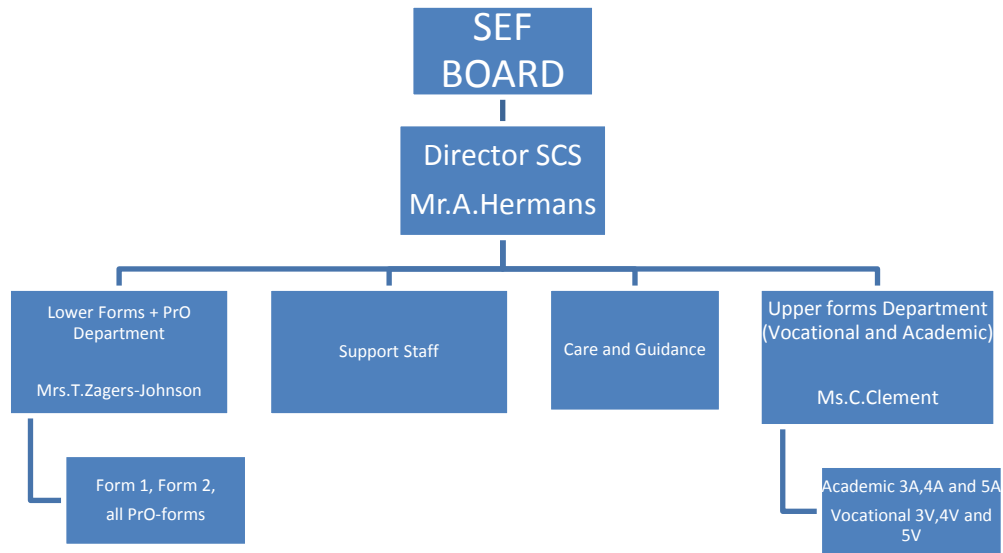 SEF
BOARD
Director SCS
Mr.A.Hermans
Lower Forms + PrO
Department
Mrs.T.Zagers-Johnson
Support Staff
Care and Guidance
Upper forms Department
(Vocational and Academic)
Ms.C.Clement
Form 1, Form 2,
all PrO-forms
Academic 3A,4A and 5A
Vocational 3V,4V and
5V